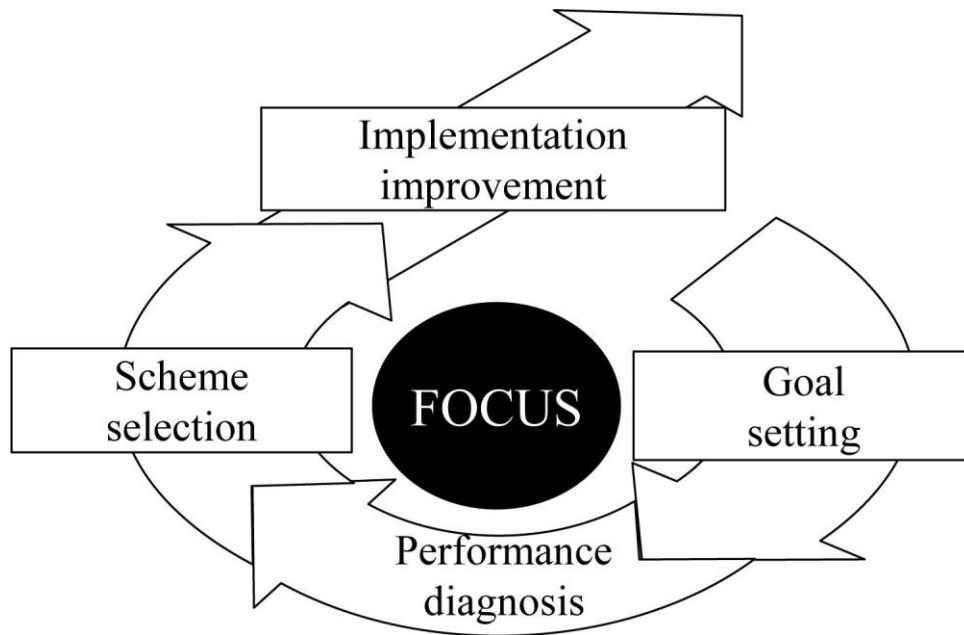 Implementation
improvement
Scheme
selection
FOCUS
Goal
setting
Performance
diagnosis